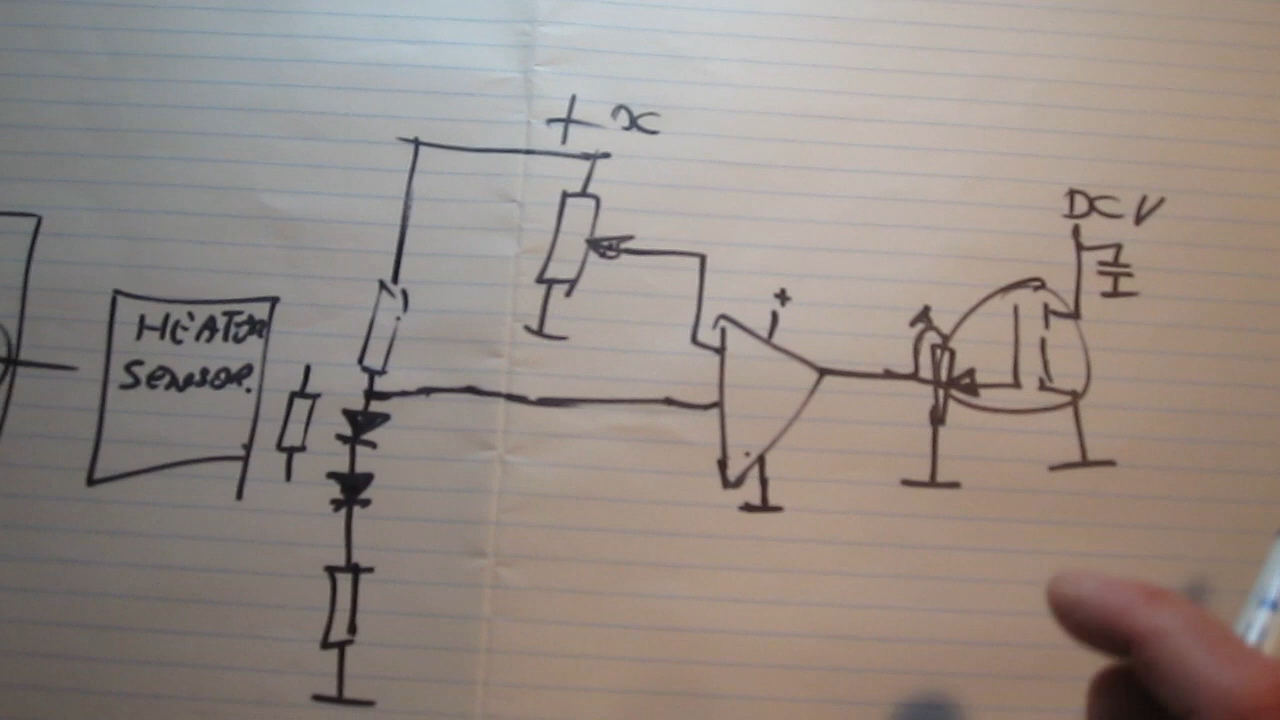 + x
DC V
HEATER
SENSOR.
+